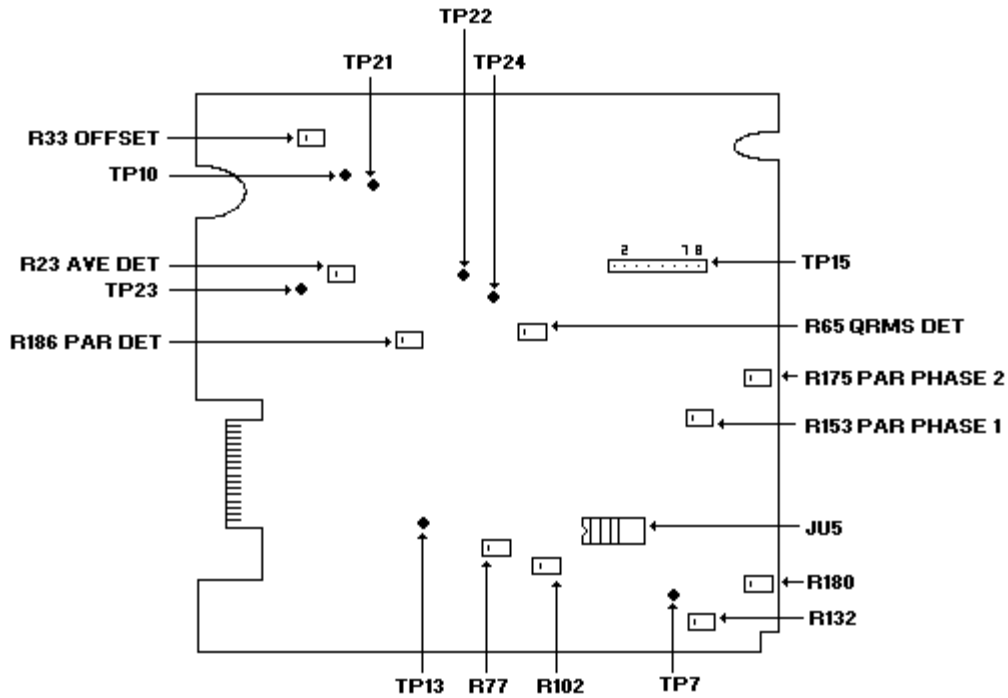 TP22
TP21
TP24
R33 OFFSET
TP10
2 7 8
R23 AVE DET
TP15
TP23
R65 QRMS DET
R186 PAR DET
R175 PAR PHASE 2
R153 PAR PHASE 1
JU5
R180
R132
TP13 R77 R102 TP7